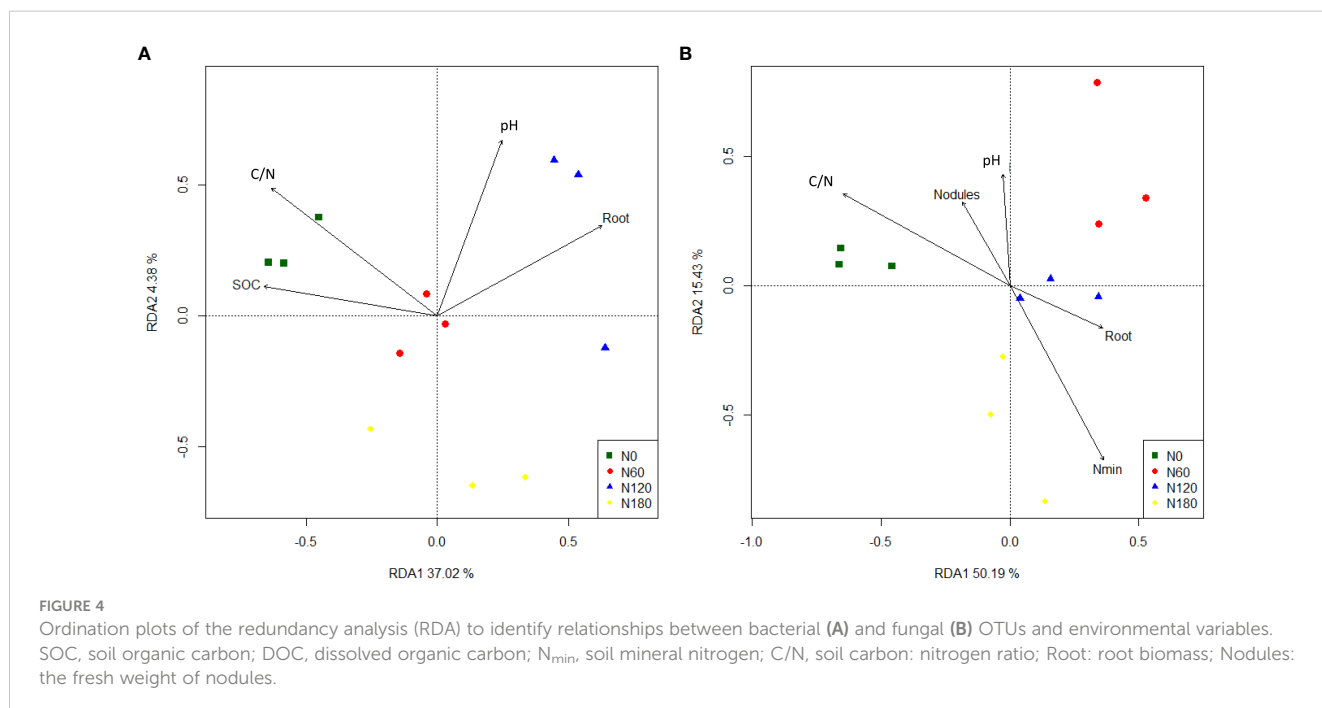 A
B
pH
C/N
Root
SOC
0.5
0.0
-0.5
RDA2 4.38 %
-0.5
0.0
0.5
RDA1 37.02 %
N0
N60
N120
N180
pH
C/N
Nodules
Root
Nmin
0.5
0.0
-0.5
RDA2 15.43 %
-1.0
-0.5
0.0
0.5
RDA1 50.19 %
N0
N60
N120
N180
FIGURE 4
Ordination plots of the redundancy analysis (RDA) to identify relationships between bacterial (A) and fungal (B) OTUs and environmental variables.
SOC, soil organic carbon; DOC, dissolved organic carbon; Nmin, soil mineral nitrogen; C/N, soil carbon: nitrogen ratio; Root: root biomass; Nodules:
the fresh weight of nodules.